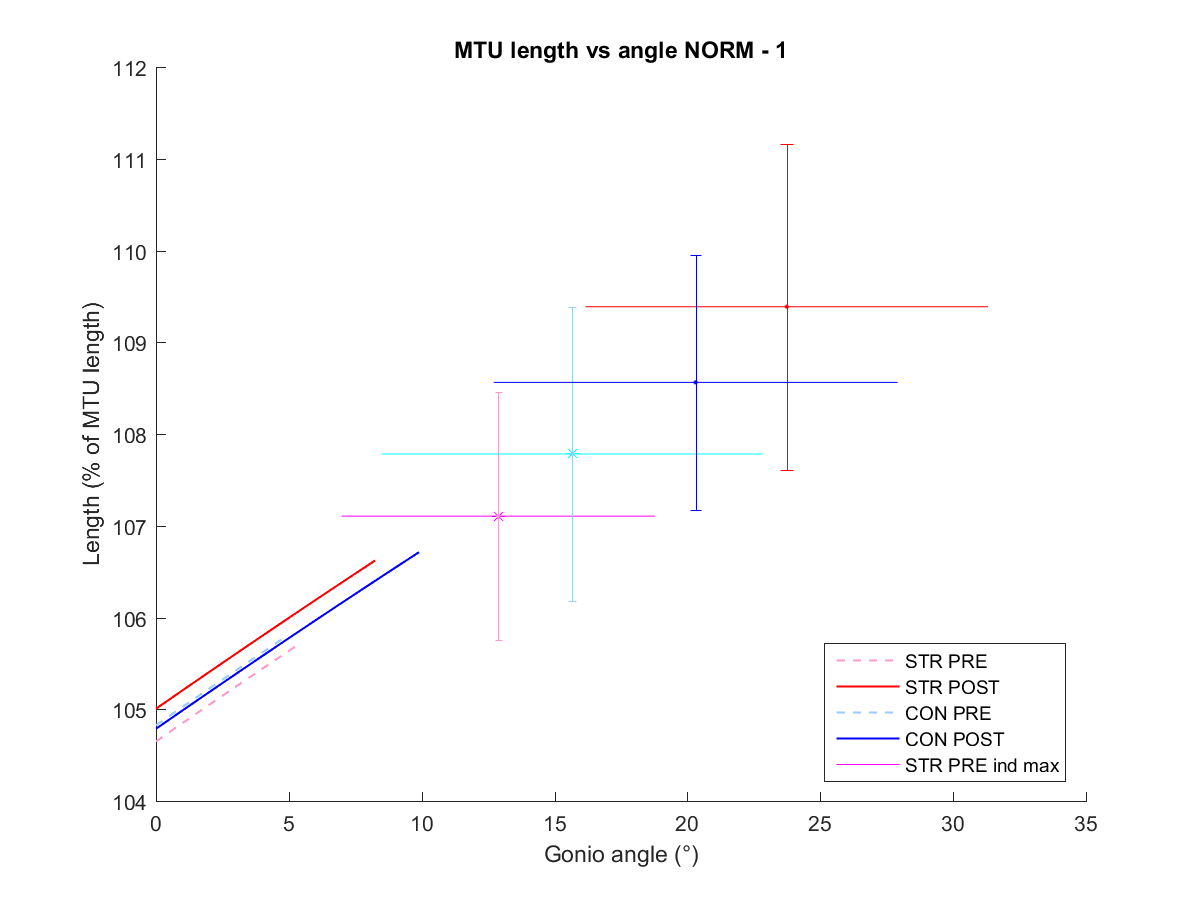 MTU length vs angle NORM - 1
Length (% of MTU length)
112
111
110
109
108
107
106
105
104
0 5 10 15 20 25 30 35
Gonio angle (°)
STR PRE
STR POST
CON PRE
CON POST
STR PRE ind max